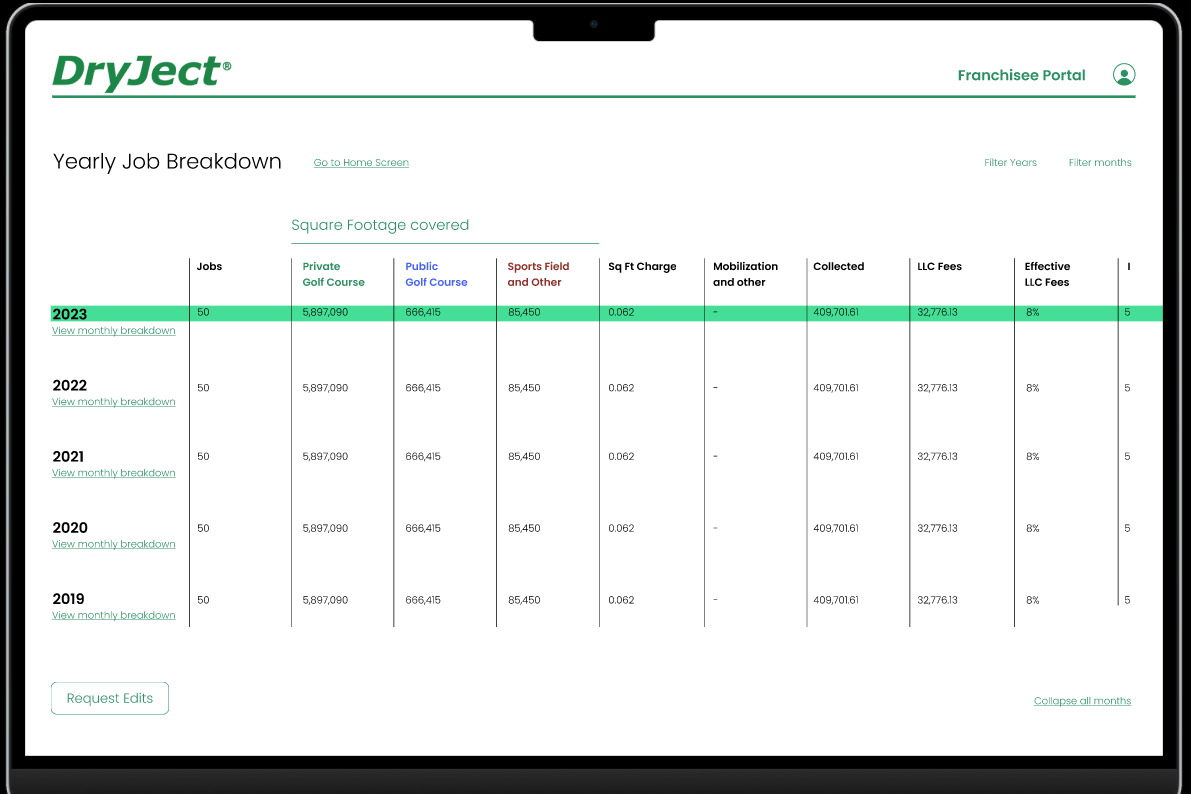 DryJect®
Franchisee Portal
Yearly Job Breakdown
Go to Home Screen
Filter Years
Filter months
Square Footage covered
Jobs
Private
Golf Course
Public
Golf Course
Sports Field
and Other
Sq Ft Charge
Mobilization
and other
Collected
LLC Fees
Effective
LLC Fees
I
2023 50 5,897,090 666,415 85,450 0.062 - 409,701.61 32,776.13 8% 5
View monthly breakdown
2022 50 5,897,090 666,415 85,450 0.062 - 409,701.61 32,776.13 8% 5
View monthly breakdown
2021 50 5,897,090 666,415 85,450 0.062 - 409,701.61 32,776.13 8% 5
View monthly breakdown
2020 50 5,897,090 666,415 85,450 0.062 - 409,701.61 32,776.13 8% 5
View monthly breakdown
2019 50 5,897,090 666,415 85,450 0.062 - 409,701.61 32,776.13 8% 5
View monthly breakdown
Request Edits
Collapse all months